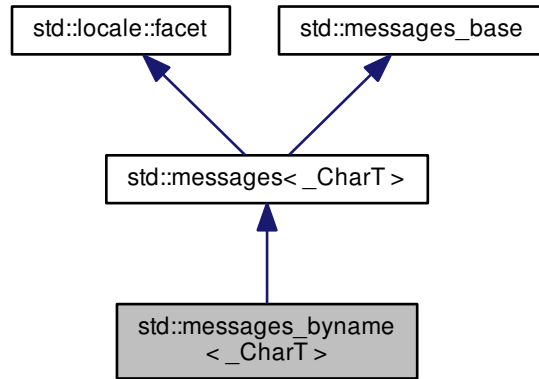 std::locale::facet
std::messages_base
std::messages< _CharT >
std::messages_byname
< _CharT >